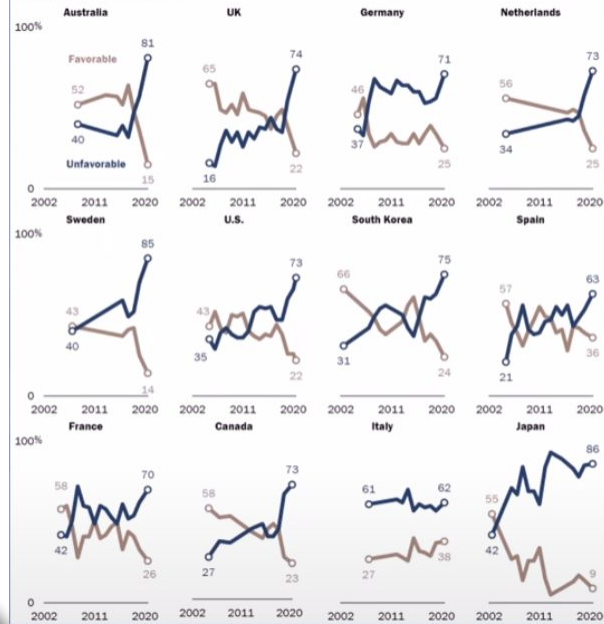 Australia UK Germany Netherlands
100%
81 74 71 73
Favorable 65 46 56
52
40 37 34
Unfavorable 16 22 25 25
15
0
2002 2011 2020 2002 2011 2020 2002 2011 2020 2002 2011 2020
Sweden U.S. South Korea Spain
100%
85 73 75 63
43 43 66 57
40 35 31 21 36
14 22 24
0
2002 2011 2020 2002 2011 2020 2002 2011 2020 2002 2011 2020
France Canada Italy Japan
100%
70 73 61 62 86
58 58 55
42 27 27 38 42
26 23 9
0
2002 2011 2020 2002 2011 2020 2002 2011 2020 2002 2011 2020